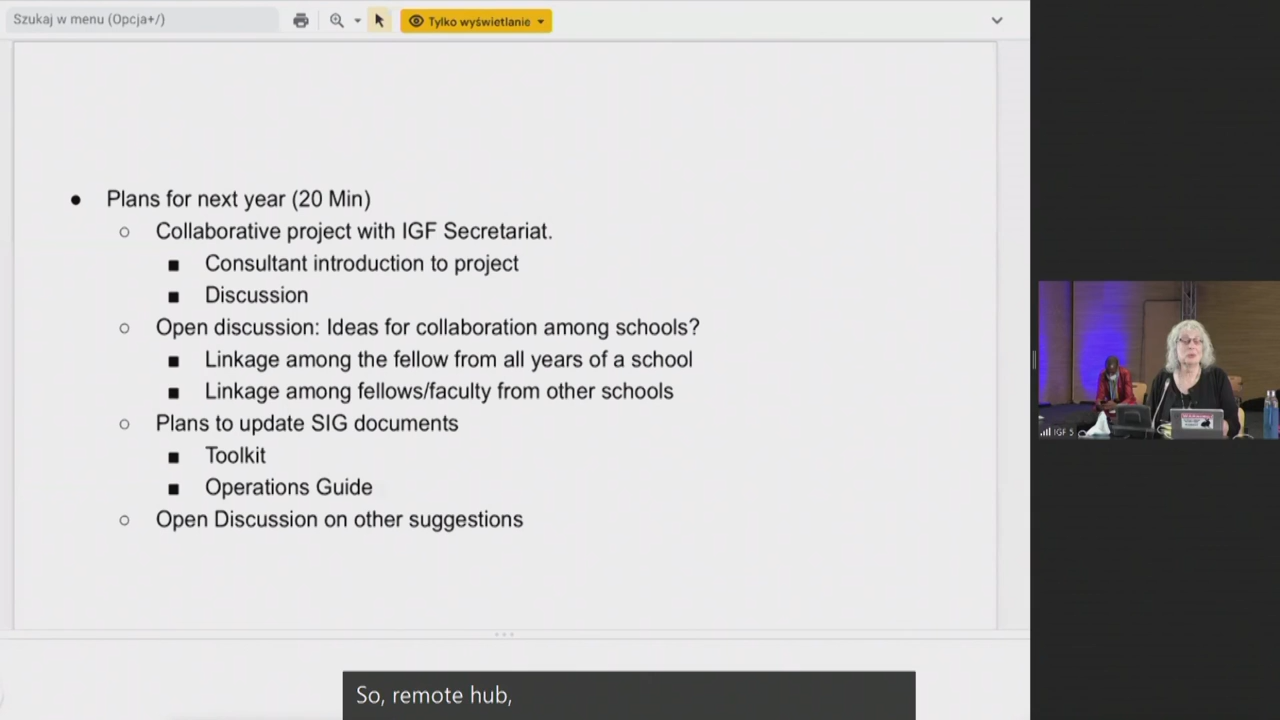 Szukaj w menu (Opcja+/)
Tylko wyświetlanie
● Plans for next year (20 Min)
○ Collaborative project with IGF Secretariat.
■ Consultant introduction to project
■ Discussion
○ Open discussion: Ideas for collaboration among schools?
■ Linkage among the fellow from all years of a school
■ Linkage among fellows/faculty from other schools
○ Plans to update SIG documents
■ Toolkit
■ Operations Guide
○ Open Discussion on other suggestions
IGF 5
So, remote hub,